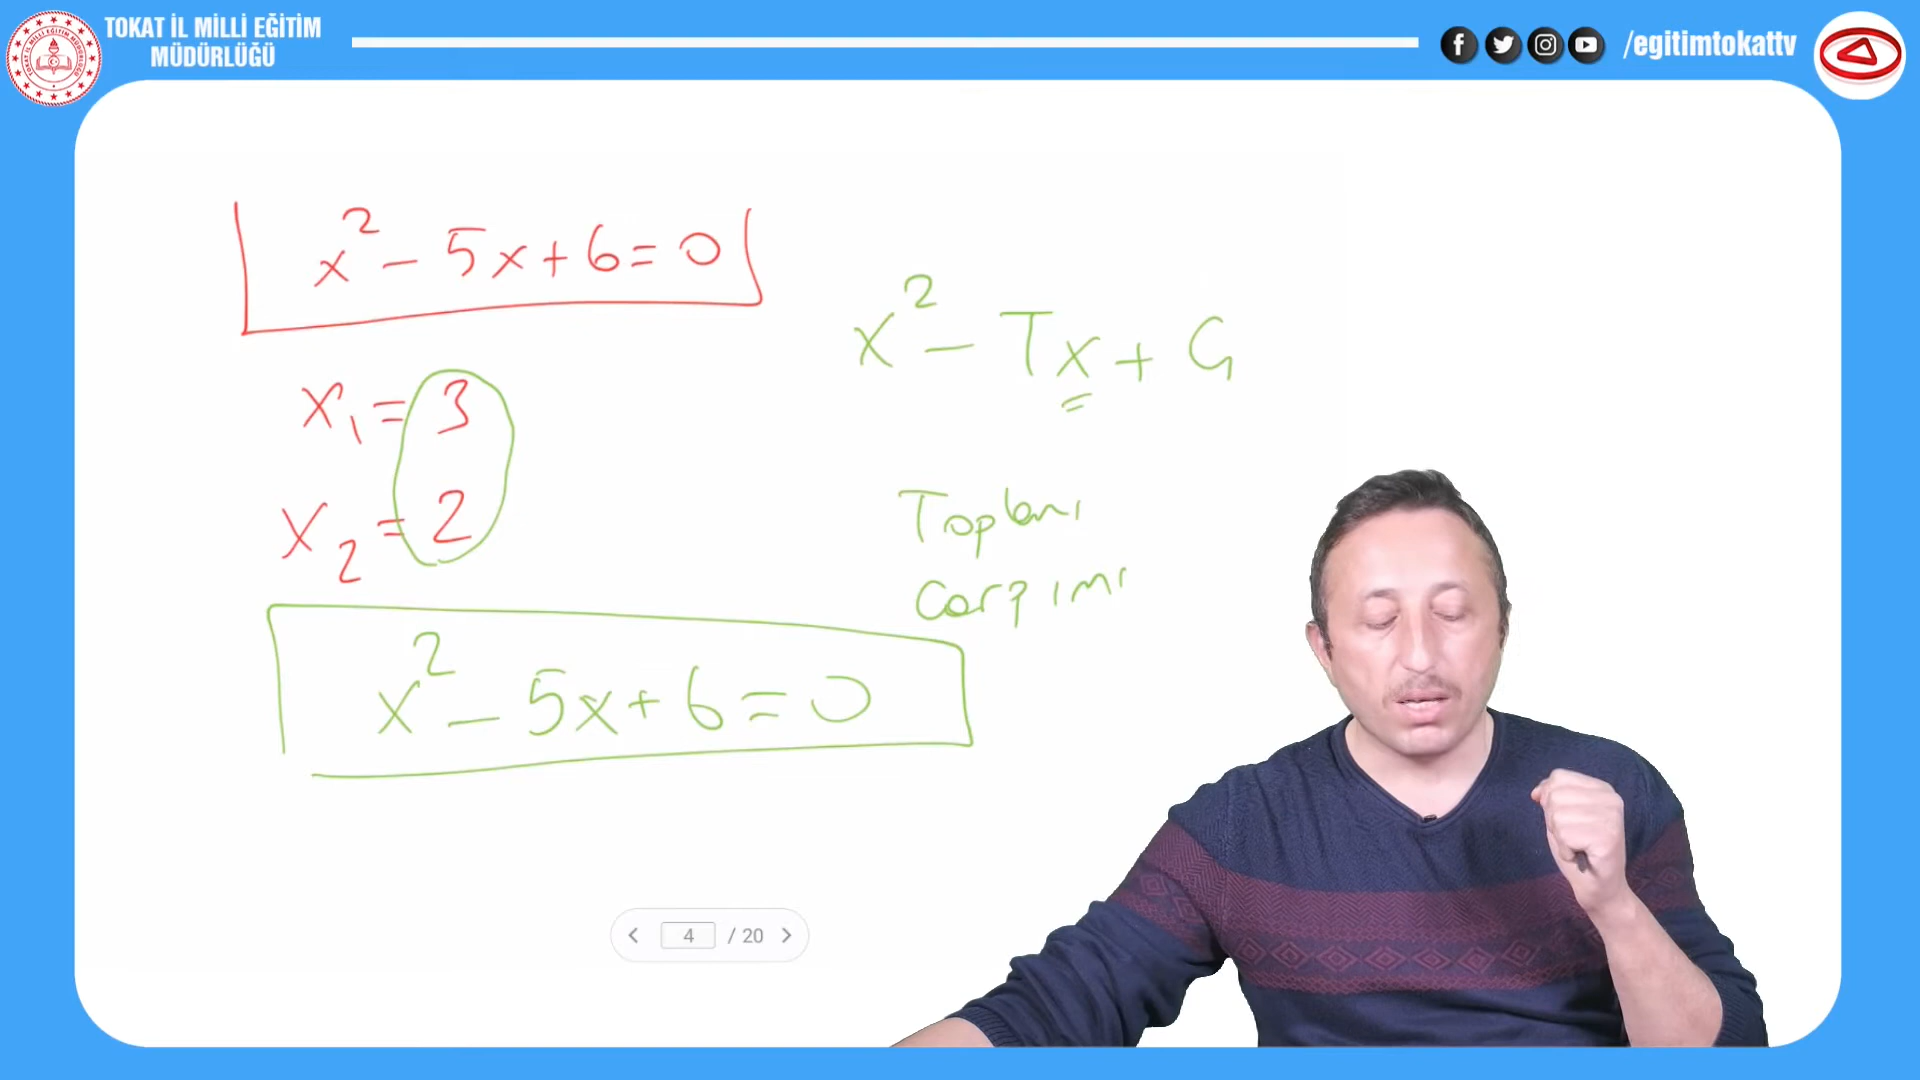 TOKAT İL MİLLİ EĞİTİM
MÜDÜRLÜĞÜ
/egitimtokattv
x² - 5x + 6 = 0
x² - Tx + Ç
x₁ = 3
x₂ = 2
Toplamı
Çarpımı
x² - 5x + 6 = 0
4 / 20